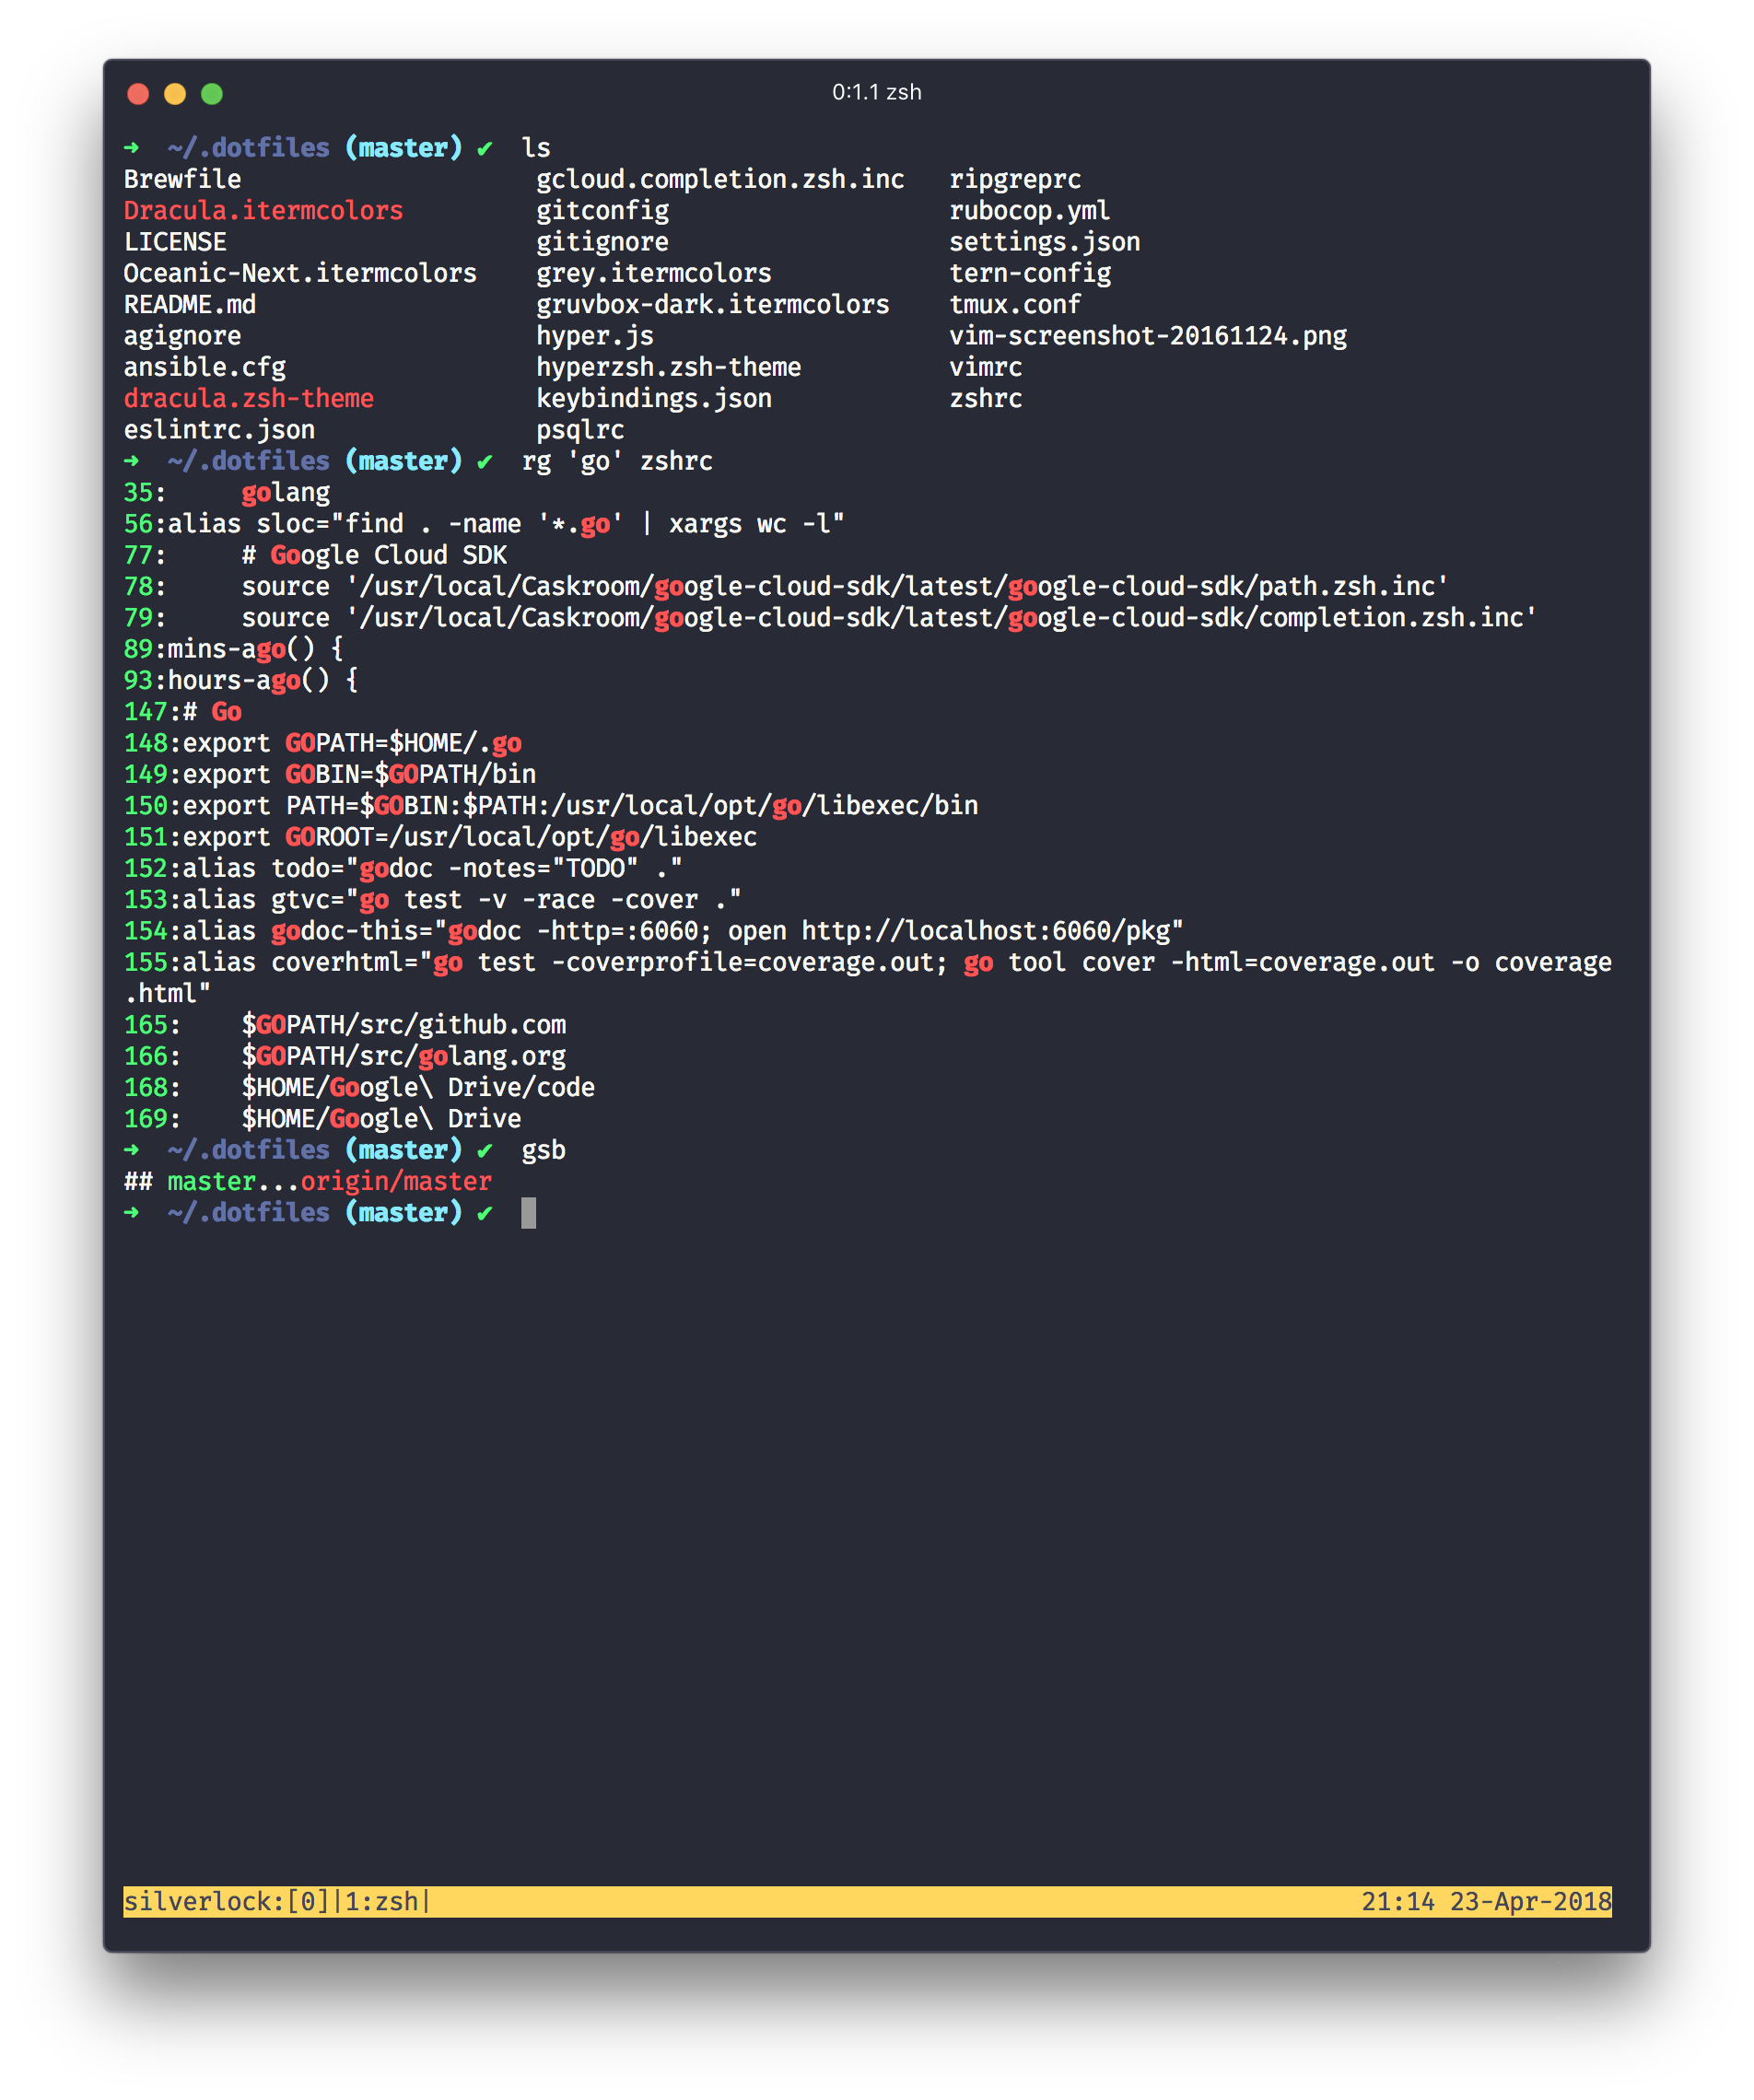 0:1.1 zsh
➜  ~/.dotfiles (master) ✔  ls
Brewfile                    gcloud.completion.zsh.inc   ripgreprc
Dracula.itermcolors         gitconfig                   rubocop.yml
LICENSE                     gitignore                   settings.json
Oceanic-Next.itermcolors    grey.itermcolors            tern-config
README.md                   gruvbox-dark.itermcolors    tmux.conf
agignore                    hyper.js                    vim-screenshot-20161124.png
ansible.cfg                 hyperzsh.zsh-theme          vimrc
dracula.zsh-theme           keybindings.json            zshrc
eslintrc.json               psqlrc
➜  ~/.dotfiles (master) ✔  rg 'go' zshrc
35:     golang
56:alias sloc="find . -name '*.go' | xargs wc -l"
77:     # Google Cloud SDK
78:     source '/usr/local/Caskroom/google-cloud-sdk/latest/google-cloud-sdk/path.zsh.inc'
79:     source '/usr/local/Caskroom/google-cloud-sdk/latest/google-cloud-sdk/completion.zsh.inc'
89:mins-ago() {
93:hours-ago() {
147:# Go
148:export GOPATH=$HOME/.go
149:export GOBIN=$GOPATH/bin
150:export PATH=$GOBIN:$PATH:/usr/local/opt/go/libexec/bin
151:export GOROOT=/usr/local/opt/go/libexec
152:alias todo="godoc -notes="TODO" ."
153:alias gtvc="go test -v -race -cover ."
154:alias godoc-this="godoc -http=:6060; open http://localhost:6060/pkg"
155:alias coverhtml="go test -coverprofile=coverage.out; go tool cover -html=coverage.out -o coverage
.html"
165:    $GOPATH/src/github.com
166:    $GOPATH/src/golang.org
168:    $HOME/Google\ Drive/code
169:    $HOME/Google\ Drive
➜  ~/.dotfiles (master) ✔  gsb
## master...origin/master
➜  ~/.dotfiles (master) ✔
silverlock:[0]|1:zsh|    21:14 23-Apr-2018